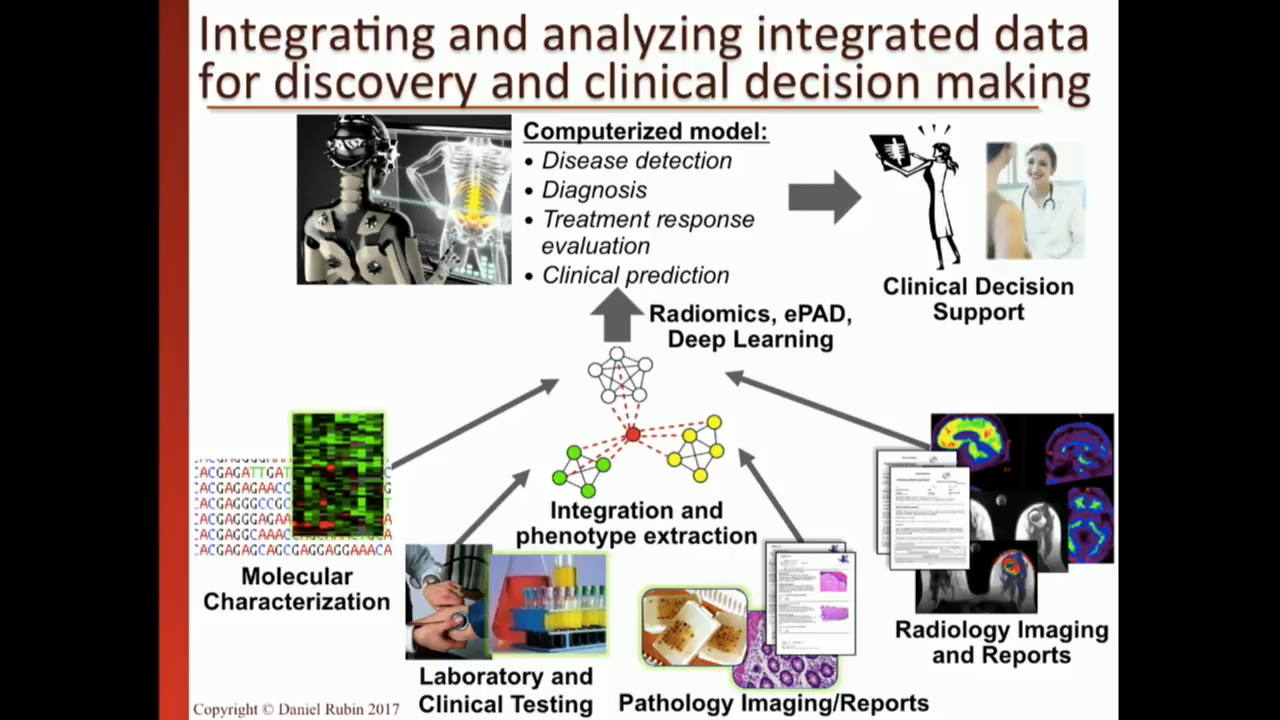 Integrating and analyzing integrated data
for discovery and clinical decision making
Computerized model:
• Disease detection
• Diagnosis
• Treatment response
evaluation
• Clinical prediction
Clinical Decision
Support
Radiomics, ePAD,
Deep Learning
ACGAGATTGAT
ACGAGAGAACC
ACGAGGGCCGC
ACGAGGGAGAA
ACGAGGCAAAC
ACGAGAGCAGCGAGGAGGAAACA
Integration and
phenotype extraction
Molecular
Characterization
Laboratory and
Clinical Testing
Pathology Imaging/Reports
Radiology Imaging
and Reports
Copyright © Daniel Rubin 2017